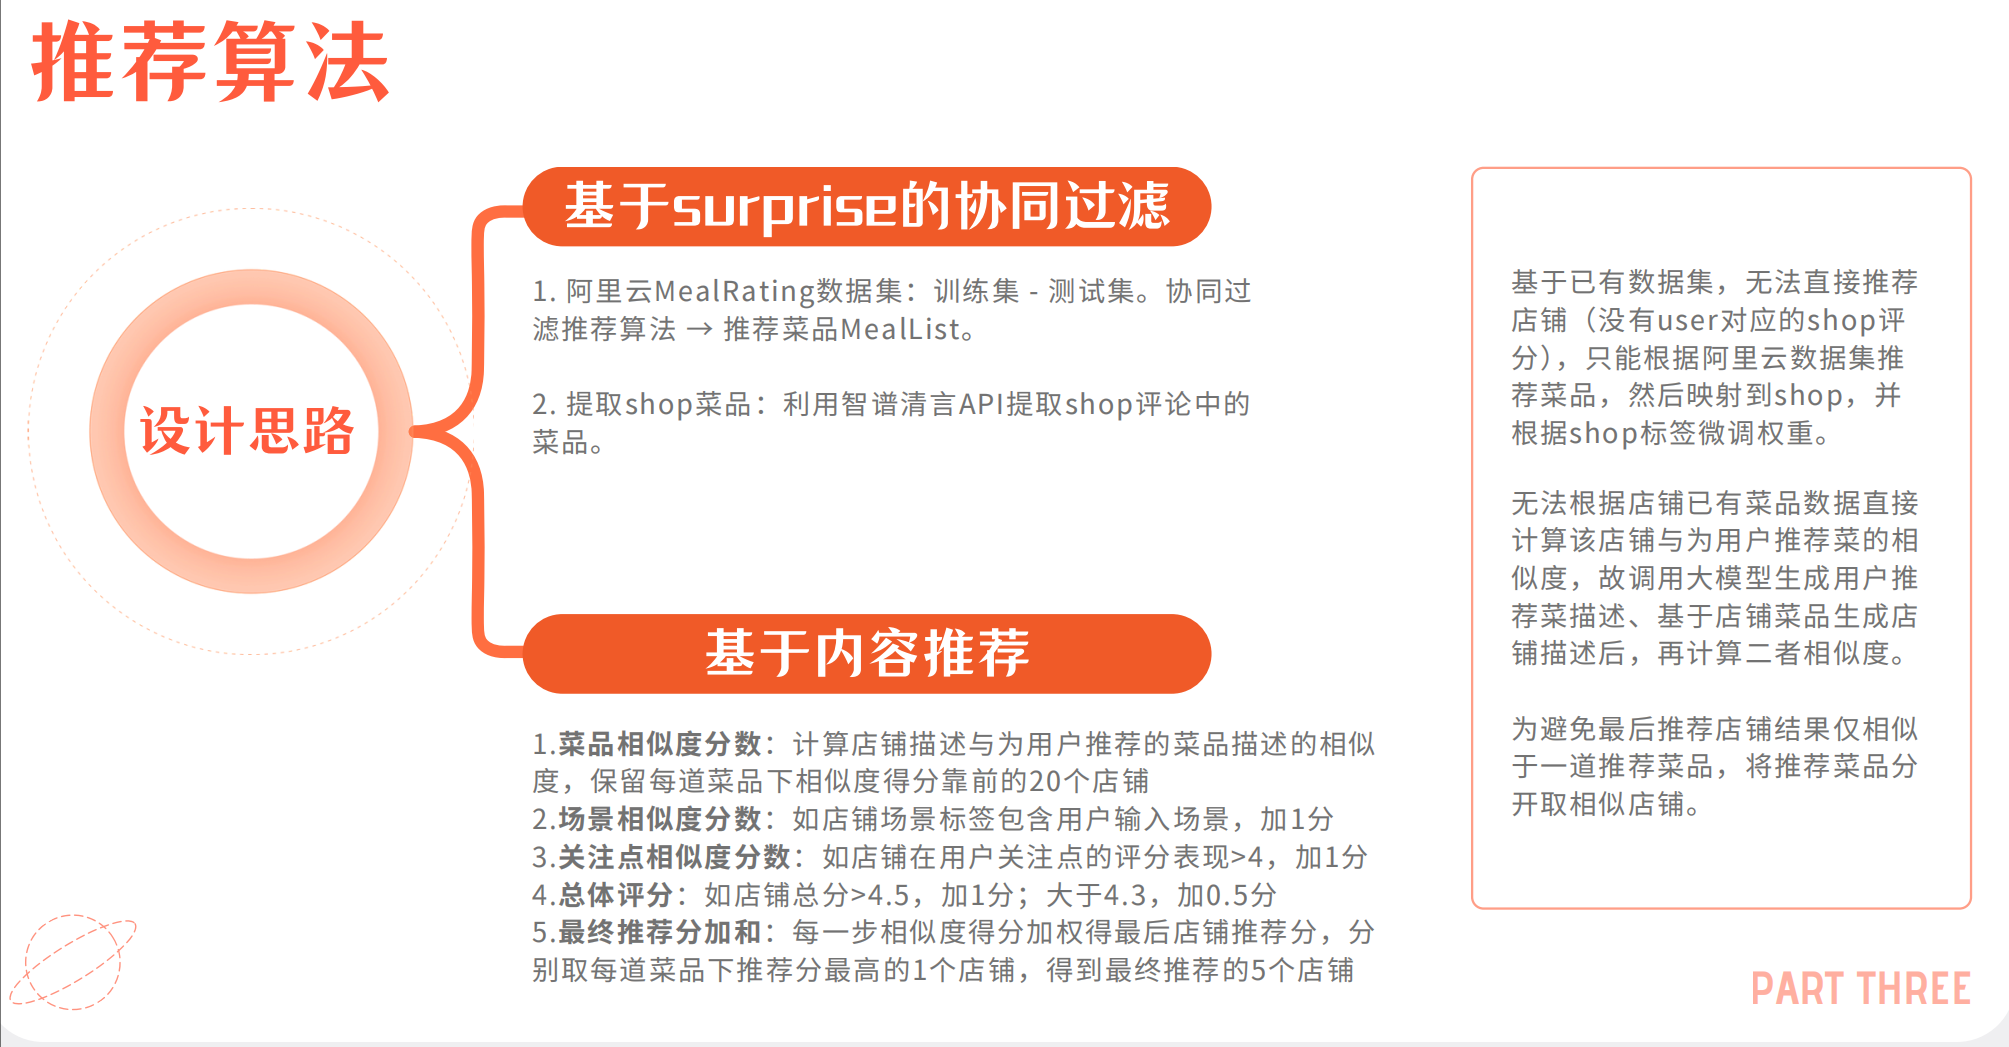 推荐算法
设计思路
基于surprise的协同过滤
1. 阿里云MealRating数据集：训练集 - 测试集。协同过
滤推荐算法 → 推荐菜品MealList。
2. 提取shop菜品：利用智谱清言API提取shop评论中的
菜品。
基于内容推荐
1.菜品相似度分数：计算店铺描述与为用户推荐的菜品描述的相似
度，保留每道菜品下相似度得分靠前的20个店铺
2.场景相似度分数：如店铺场景标签包含用户输入场景，加1分
3.关注点相似度分数：如店铺在用户关注点的评分表现>4，加1分
4.总体评分：如店铺总分>4.5，加1分；大于4.3，加0.5分
5.最终推荐分加和：每一步相似度得分加权得最后店铺推荐分，分
别取每道菜品下推荐分最高的1个店铺，得到最终推荐的5个店铺
基于已有数据集，无法直接推荐
店铺（没有user对应的shop评
分），只能根据阿里云数据集推
荐菜品，然后映射到shop，并
根据shop标签微调权重。
无法根据店铺已有菜品数据直接
计算该店铺与为用户推荐菜的相
似度，故调用大模型生成用户推
荐菜描述、基于店铺菜品生成店
铺描述后，再计算二者相似度。
为避免最后推荐店铺结果仅相似
于一道推荐菜品，将推荐菜品分
开取相似店铺。
PART THREE